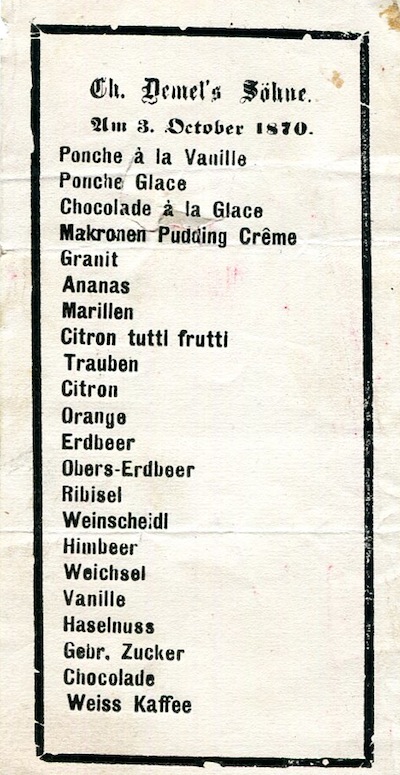 Ch. Demel's Söhne.
Am 3. October 1870.
Ponche à la Vanille
Ponche Glace
Chocolade à la Glace
Makronen Pudding Crême
Granit
Ananas
Marillen
Citron tutti frutti
Trauben
Citron
Orange
Erdbeer
Obers-Erdbeer
Ribisel
Weinscheidl
Himbeer
Weichsel
Vanille
Haselnuss
Gebr. Zucker
Chocolade
Weiss Kaffee